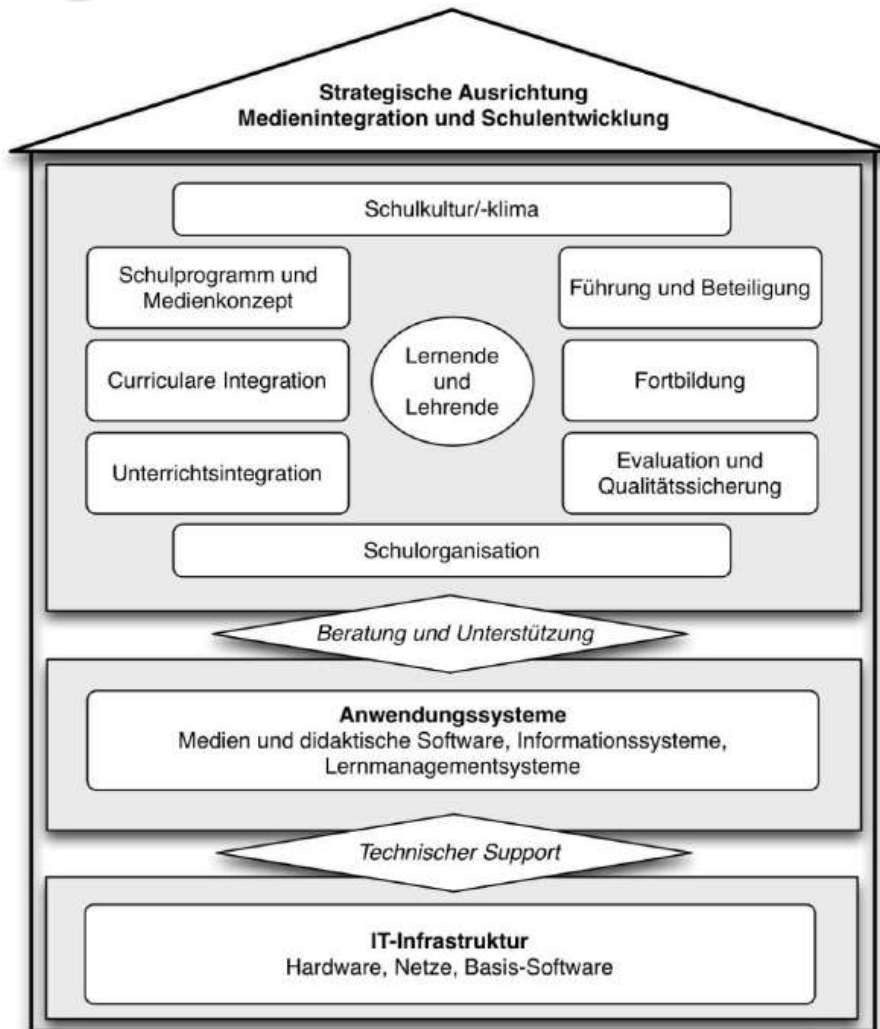 Strategische Ausrichtung
Medienintegration und Schulentwicklung
Schulkultur/-klima
Schulprogramm und
Medienkonzept
Führung und Beteiligung
Curriculare Integration
Lernende
und
Lehrende
Fortbildung
Unterrichtsintegration
Evaluation und
Qualitätssicherung
Schulorganisation
Beratung und Unterstützung
Anwendungssysteme
Medien und didaktische Software, Informationssysteme,
Lernmanagementsysteme
Technischer Support
IT-Infrastruktur
Hardware, Netze, Basis-Software